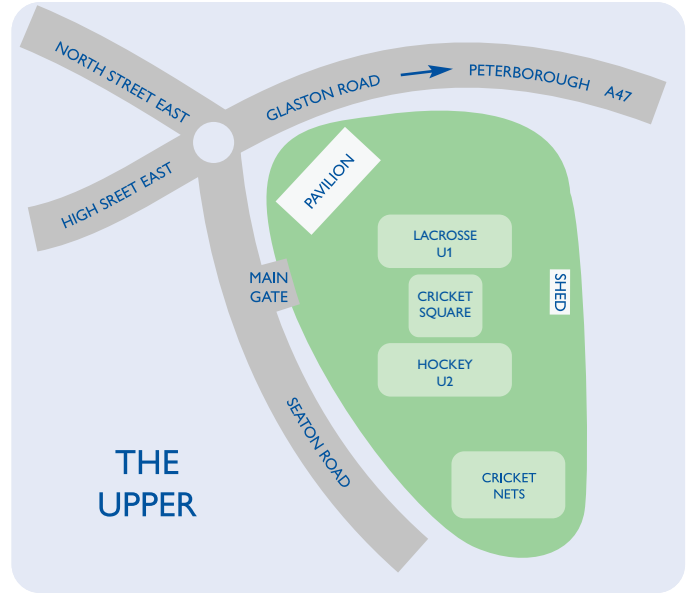 NORTH STREET EAST
GLASTON ROAD
PETERBOROUGH A47
HIGH SREET EAST
PAVILION
LACROSSE
U1
MAIN
GATE
CRICKET
SQUARE
SHED
HOCKEY
U2
SEATON ROAD
THE
UPPER
CRICKET
NETS